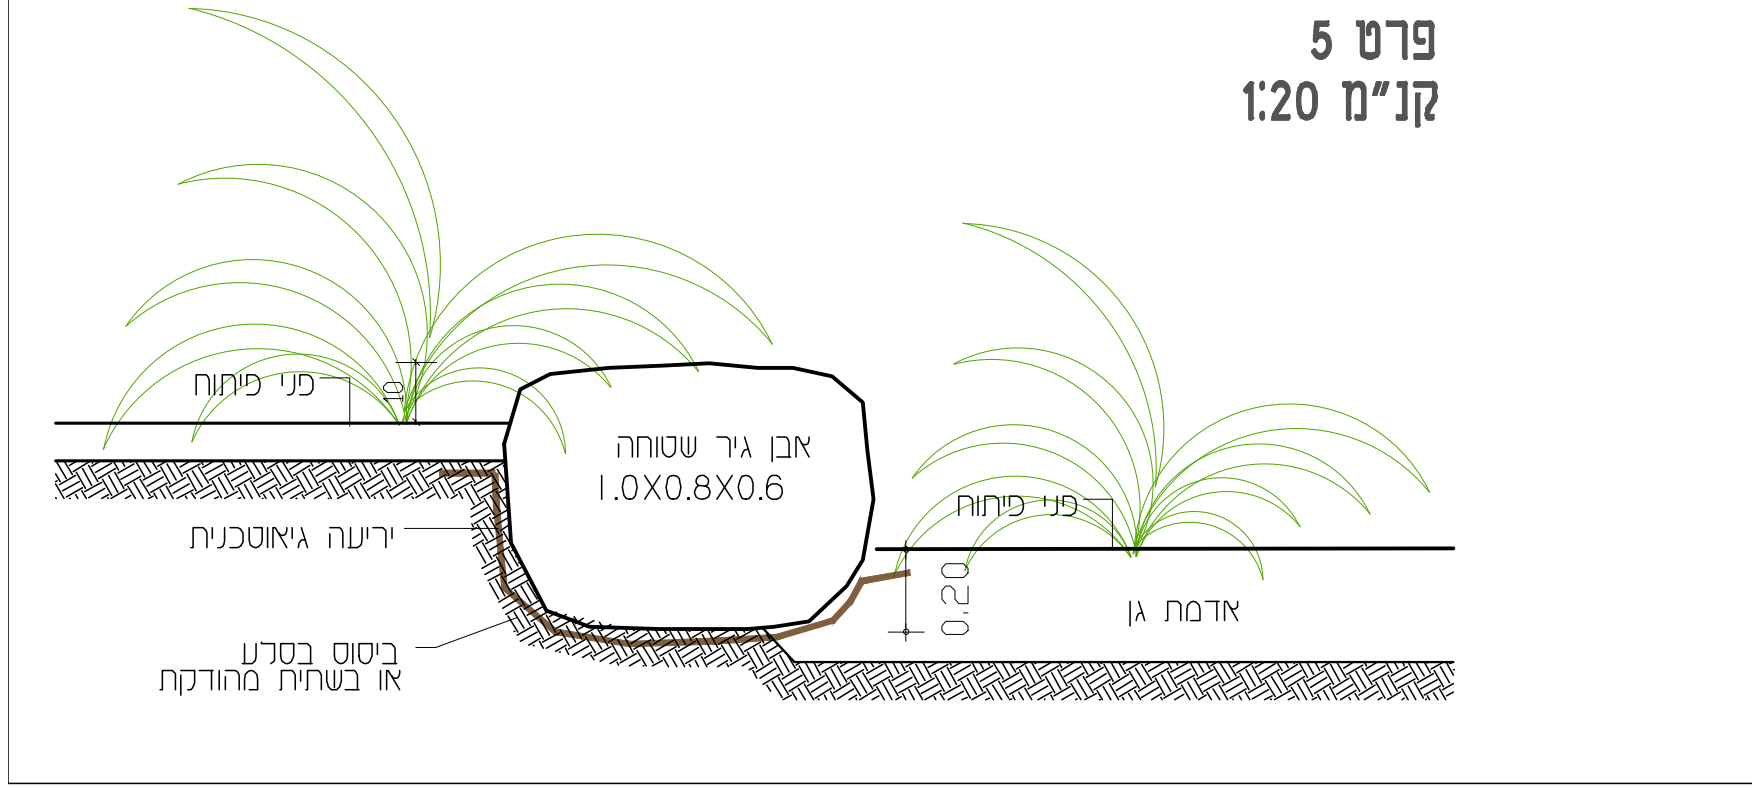 פרט 5
קנ"מ 1:20
פני פיתוח
10
אבן גיר שטוחה
1.0X0.8X0.6
פני פיתוח
יריעה גיאוטכנית
0.20
אדמת גן
ביסוס בסלע
או בשתית מהודקת